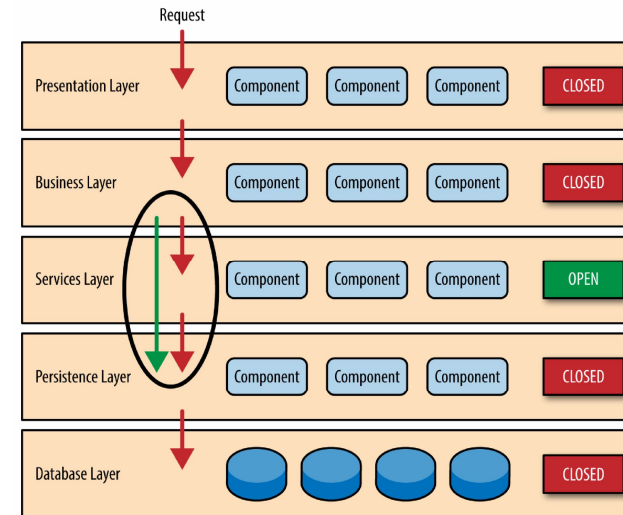 Request
Presentation Layer Component Component Component CLOSED
Business Layer Component Component Component CLOSED
Services Layer Component Component Component OPEN
Persistence Layer Component Component Component CLOSED
Database Layer CLOSED